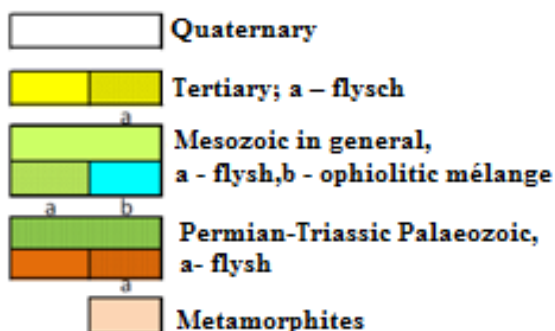 Quaternary
Tertiary; a – flysch
a
Mesozoic in general,
a - flysh,b - ophiolitic mélange
a b
Permian-Triassic Palaeozoic,
a- flysh
a
Metamorphites